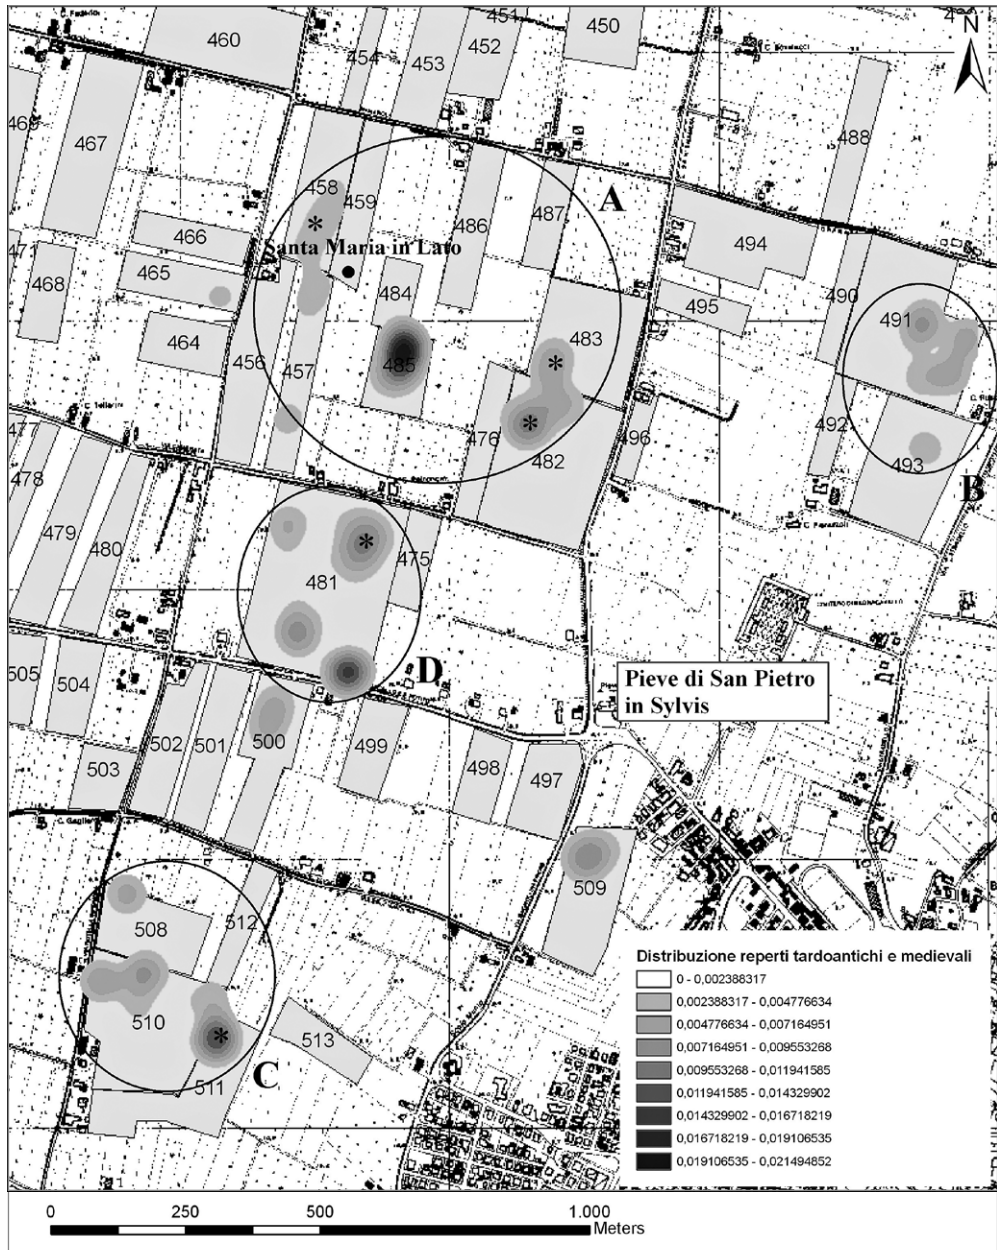 460
454
453
451
452
450
N
467
488
458
459
A
487
486
466
Santa Maria in Lato
494
465
468
484
495
490
491
464
483
485
456
457
476
482
496
492
493
B
478
479
480
481
475
D
Pieve di San Pietro
in Sylvis
505
504
502
501
500
499
498
497
503
509
508
512
510
513
511
C
Distribuzione reperti tardoantichi e medievali
0 - 0,002388317
0,002388317 - 0,004776634
0,004776634 - 0,007164951
0,007164951 - 0,009553268
0,009553268 - 0,011941585
0,011941585 - 0,014329902
0,014329902 - 0,016718219
0,016718219 - 0,019106535
0,019106535 - 0,021494852
0 250 500 1.000
Meters